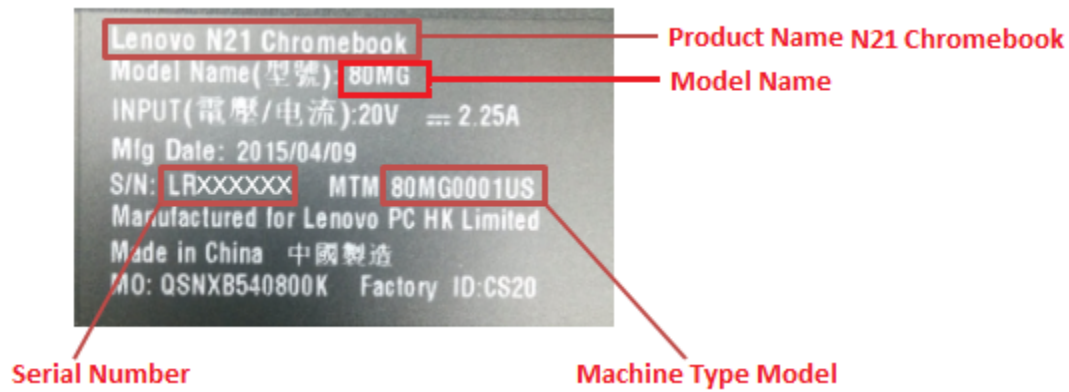 Lenovo N21 Chromebook
Product Name N21 Chromebook
Model Name(型號): 80MG
Model Name
INPUT(電壓/电流):20V ⎓ 2.25A
Mfg Date: 2015/04/09
S/N: LRXXXXXX MTM 80MG0001US
Manufactured for Lenovo PC HK Limited
Made in China 中國製造
MO: QSNXB540800K Factory ID:CS20
Serial Number
Machine Type Model